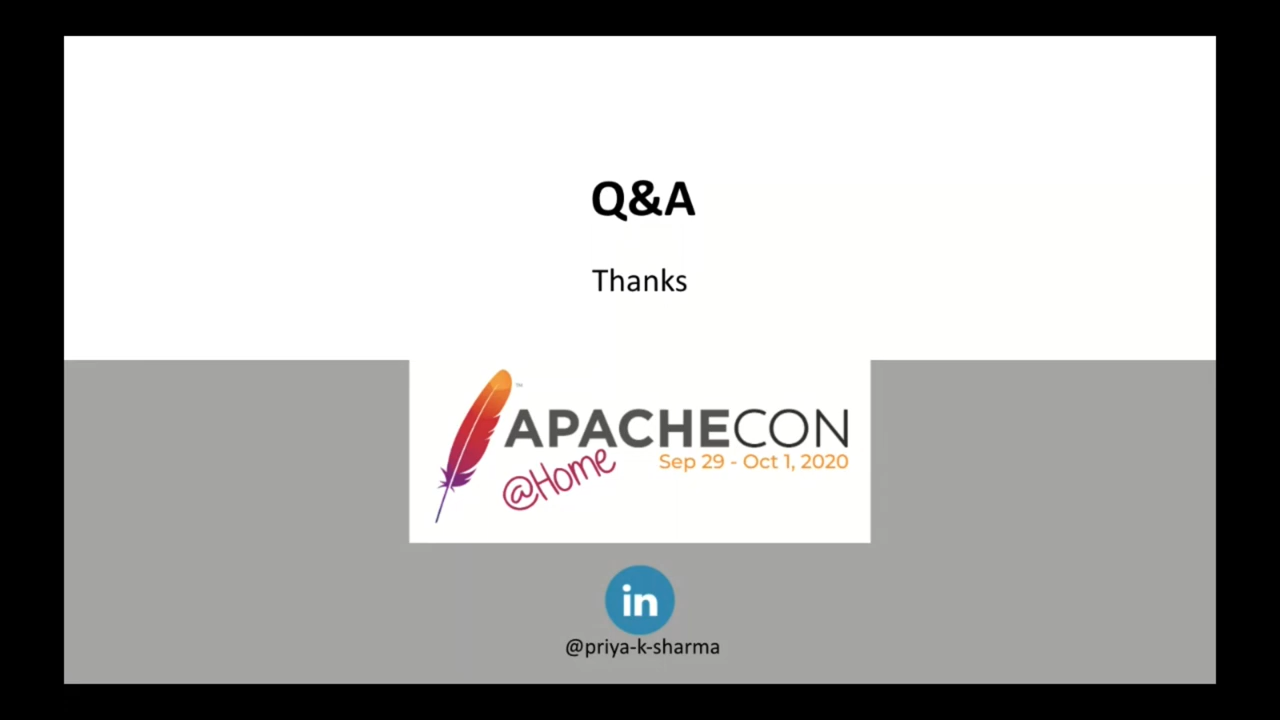 Q&A
Thanks
APACHECON
@Home
Sep 29 - Oct 1, 2020
in
@priya-k-sharma